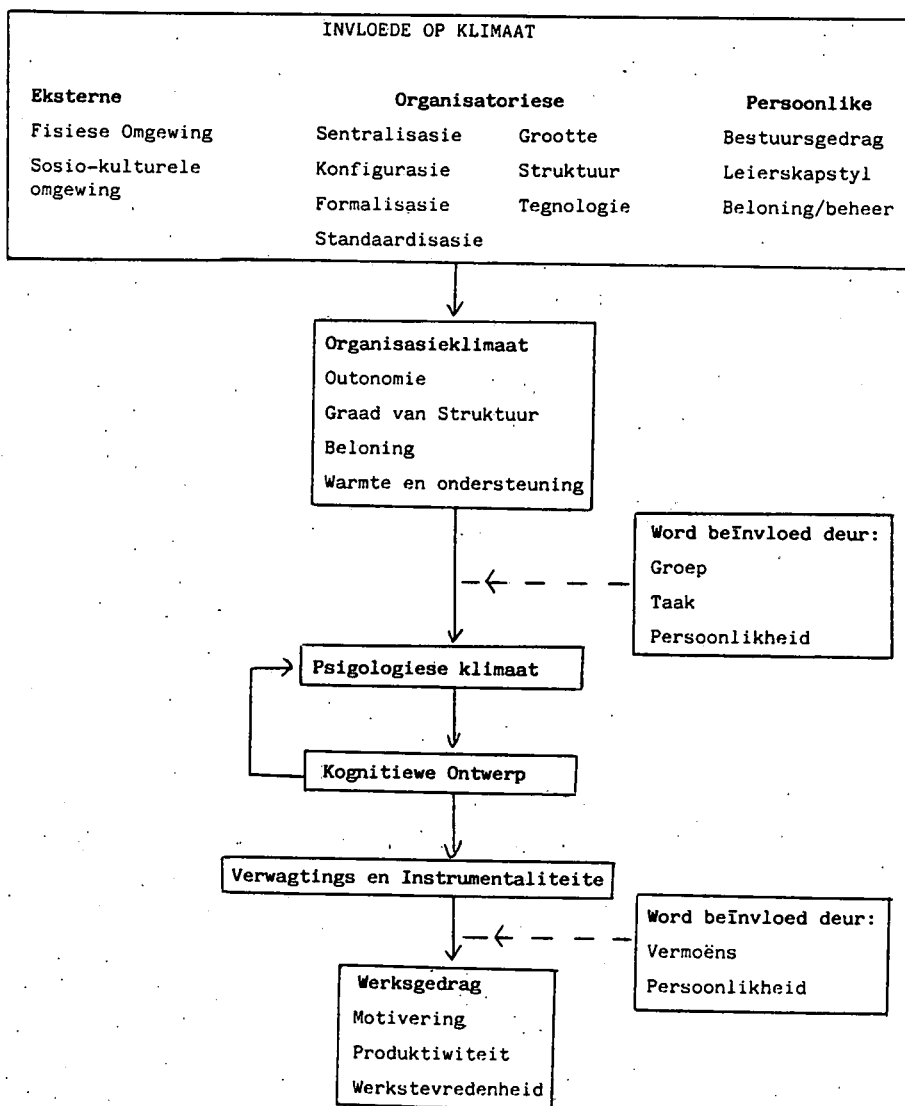 INVLOEDE OP KLIMAAT
Eksterne
Fisiese Omgewing
Sosio-kulturele
omgewing
Organisatoriese
Sentralisasie Grootte
Konfigurasie Struktuur
Formalisasie Tegnologie
Standaardisasie
Persoonlike
Bestuursgedrag
Leierskapstyl
Beloning/beheer
Organisasieklimaat
Outonomie
Graad van Struktuur
Beloning
Warmte en ondersteuning
Word beïnvloed deur:
Groep
Taak
Persoonlikheid
Psigologiese klimaat
Kognitiewe Ontwerp
Verwagtings en Instrumentaliteite
Word beïnvloed deur:
Vermoëns
Persoonlikheid
Werksgedrag
Motivering
Produktiwiteit
Werkstevredenheid